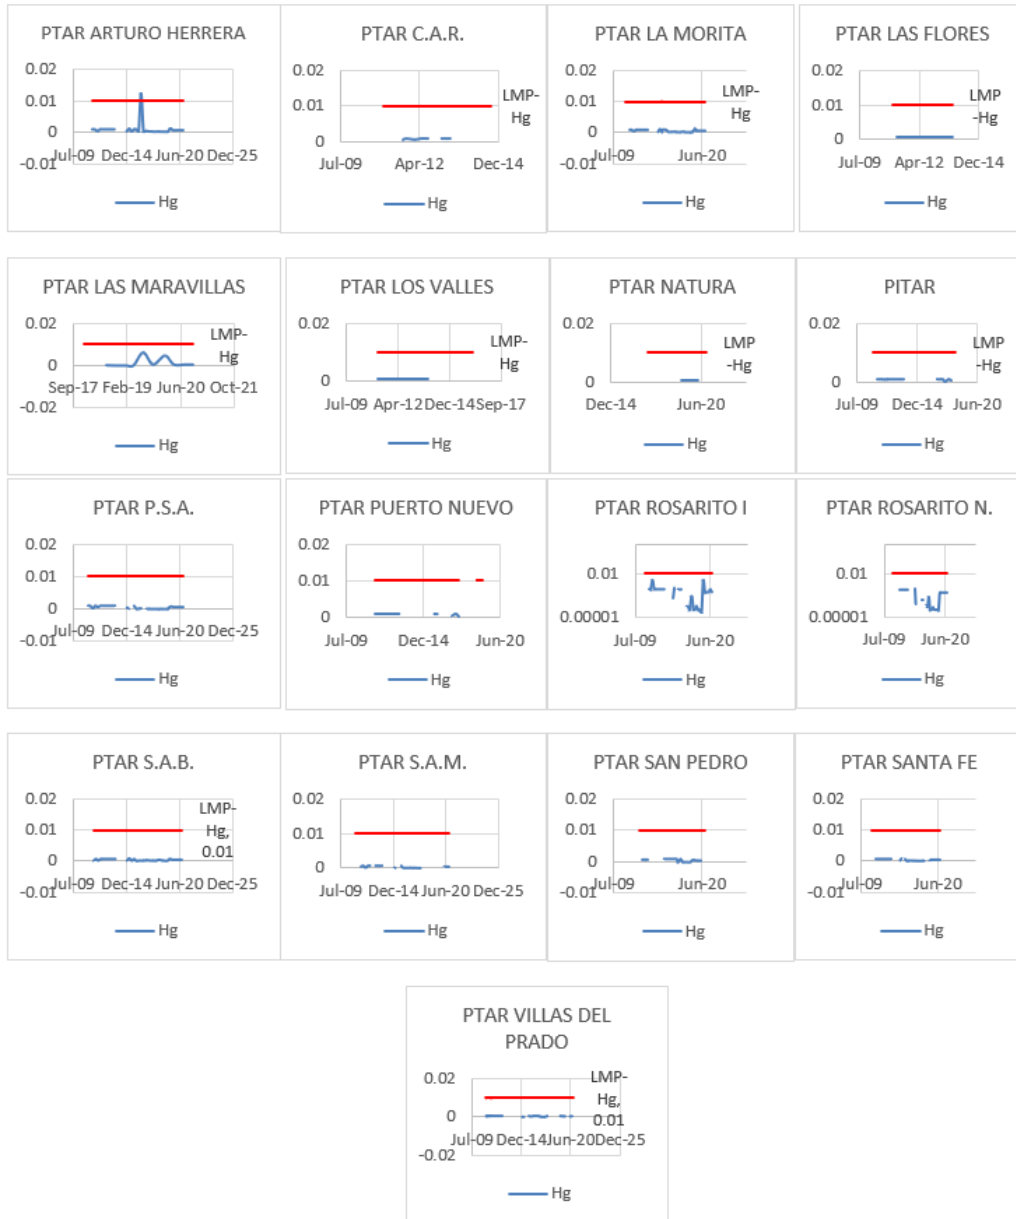 PTAR ARTURO HERRERA
0.02
0.01
0
-0.01
Jul-09 Dec-14 Jun-20 Dec-25
Hg
PTAR C.A.R.
0.02
0.01
0
LMP-
Hg
Jul-09 Apr-12 Dec-14
Hg
PTAR LA MORITA
0.02
0.01
0
LMP-
Hg
Jul-09 Jun-20
Hg
PTAR LAS FLORES
0.02
0.01
0
LMP
-Hg
Jul-09 Apr-12 Dec-14
Hg
PTAR LAS MARAVILLAS
0.02
0
-0.02
LMP-
Hg
Sep-17 Feb-19 Jun-20 Oct-21
Hg
PTAR LOS VALLES
0.02
0
LMP-
Hg
Jul-09 Apr-12 Dec-14 Sep-17
Hg
PTAR NATURA
0.02
0
LMP
-Hg
Dec-14 Jun-20
Hg
PITAR
0.02
0
LMP
-Hg
Jul-09 Dec-14 Jun-20
Hg
PTAR P.S.A.
0.02
0.01
0
-0.01
Jul-09 Dec-14 Jun-20 Dec-25
Hg
PTAR PUERTO NUEVO
0.02
0.01
0
Jul-09 Dec-14 Jun-20
Hg
PTAR ROSARITO I
0.01
0.00001
Jul-09 Jun-20
Hg
PTAR ROSARITO N.
0.01
0.00001
Jul-09 Jun-20
Hg
PTAR S.A.B.
0.02
0.01
0
-0.01
LMP-
Hg,
0.01
Jul-09 Dec-14 Jun-20 Dec-25
Hg
PTAR S.A.M.
0.02
0.01
0
Jul-09 Dec-14 Jun-20 Dec-25
Hg
PTAR SAN PEDRO
0.02
0.01
0
-0.01
Jul-09 Jun-20
Hg
PTAR SANTA FE
0.02
0.01
0
-0.01
Jul-09 Jun-20
Hg
PTAR VILLAS DEL
PRADO
0.02
0
-0.02
LMP-
Hg,
0.01
Jul-09 Dec-14 Jun-20 Dec-25
Hg